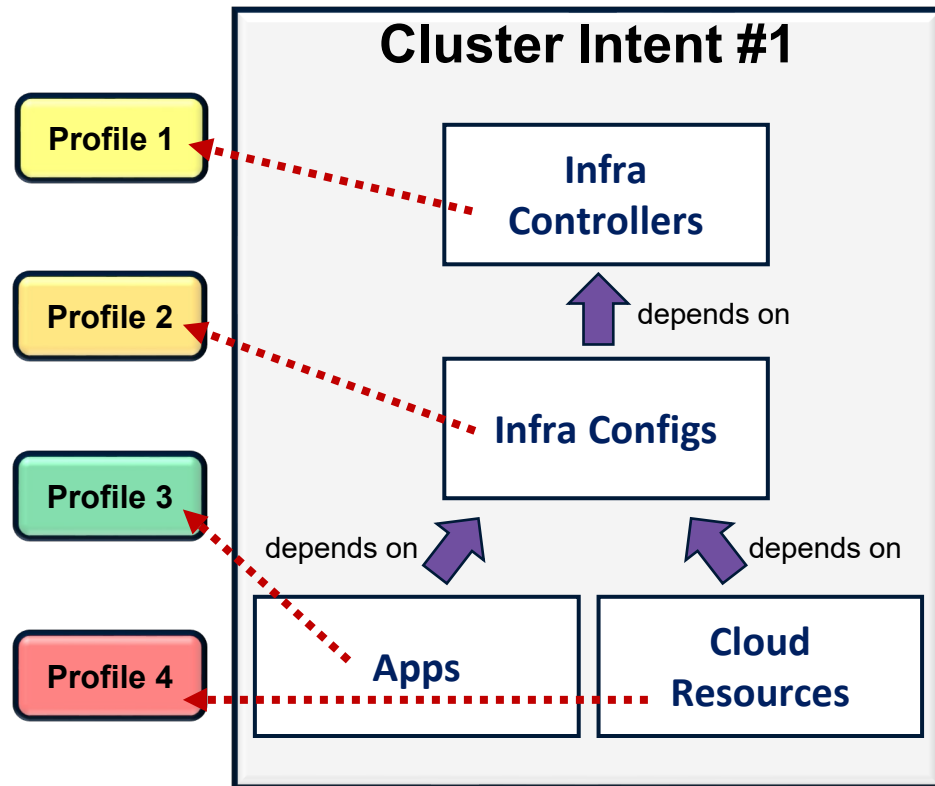 Cluster Intent #1
Profile 1
Infra
Controllers
depends on
Profile 2
Infra Configs
Profile 3
depends on
depends on
Profile 4
Apps
Cloud
Resources